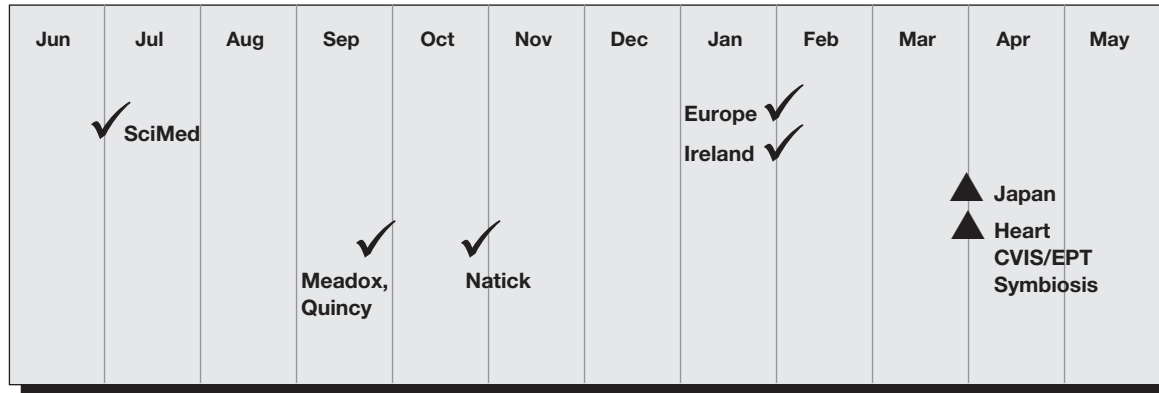 Jun Jul Aug Sep Oct Nov Dec Jan Feb Mar Apr May
Europe
SciMed
Ireland
Japan
Heart
CVIS/EPT
Symbiosis
Meadox,
Quincy
Natick